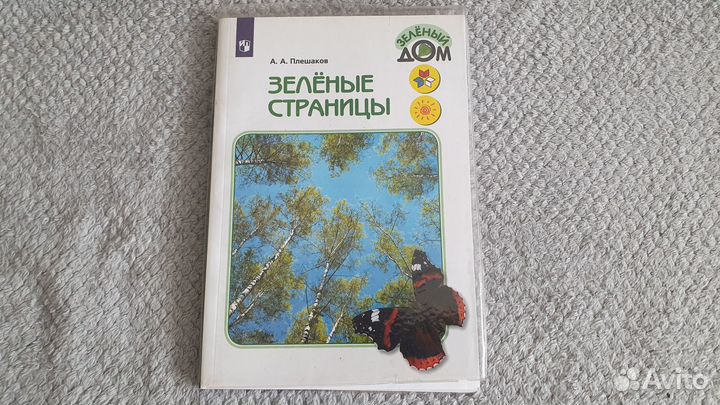 ЗЕЛЁНЫЙ
ДОМ
А. А. Плешаков
ЗЕЛЁНЫЕ
СТРАНИЦЫ
Avito